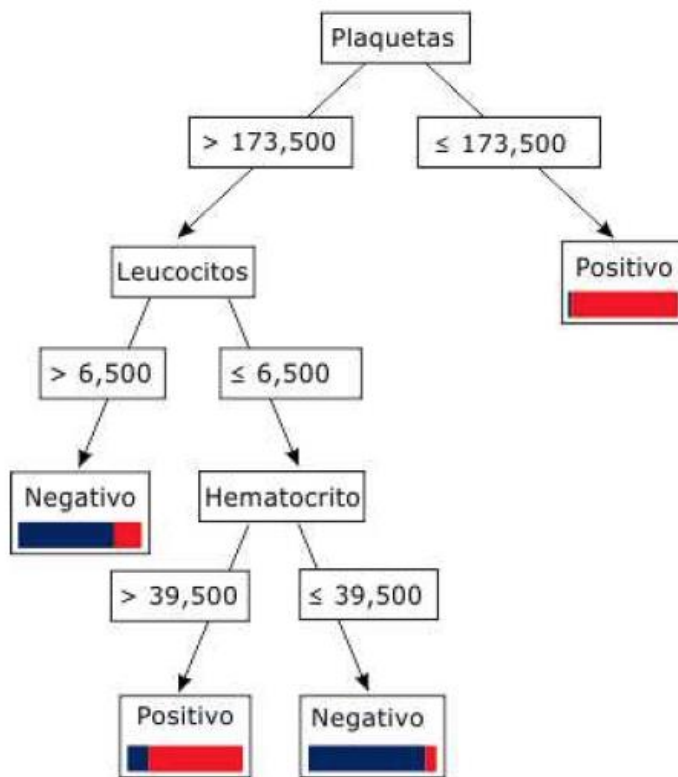 Plaquetas
> 173,500
≤ 173,500
Leucocitos
Positivo
> 6,500
≤ 6,500
Negativo
Hematocrito
> 39,500
≤ 39,500
Positivo
Negativo